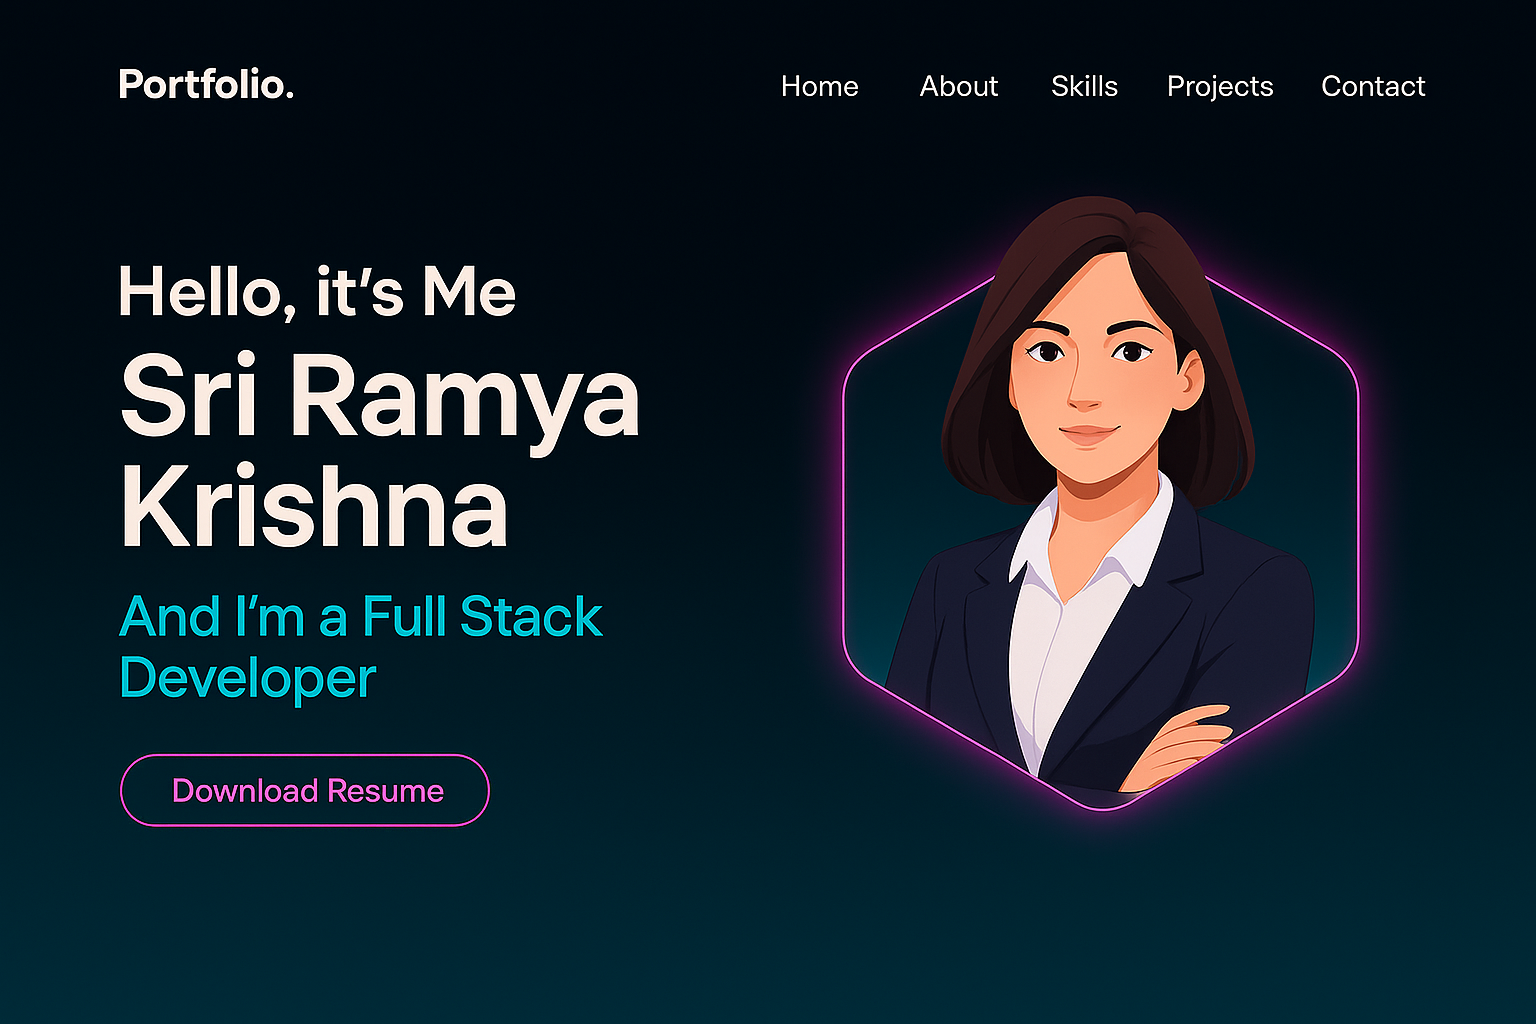 Portfolio.
Home About Skills Projects Contact
Hello, it’s Me
Sri Ramya
Krishna
And I’m a Full Stack
Developer
Download Resume